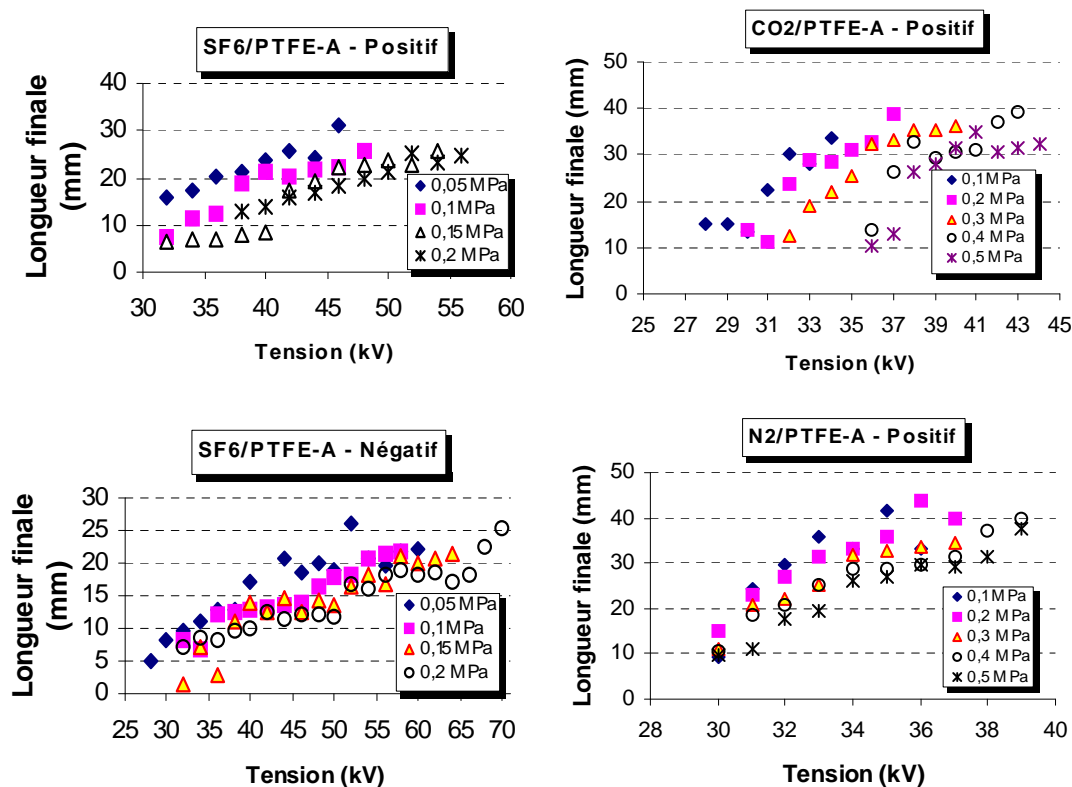 SF6/PTFE-A - Positif
Longueur finale
(mm)
40
30
20
10
0
30 35 40 45 50 55 60
Tension (kV)
0,05 MPa
0,1 MPa
0,15 MPa
0,2 MPa
CO2/PTFE-A - Positif
Longueur finale (mm)
50
40
30
20
10
0
25 27 29 31 33 35 37 39 41 43 45
Tension (kV)
0,1 MPa
0,2 MPa
0,3 MPa
0,4 MPa
0,5 MPa
SF6/PTFE-A - Négatif
Longueur finale
(mm)
30
25
20
15
10
5
0
25 30 35 40 45 50 55 60 65 70
Tension (kV)
0,05 MPa
0,1 MPa
0,15 MPa
0,2 MPa
N2/PTFE-A - Positif
Longueur finale (mm)
50
40
30
20
10
0
28 30 32 34 36 38 40
Tension (kV)
0,1 MPa
0,2 MPa
0,3 MPa
0,4 MPa
0,5 MPa